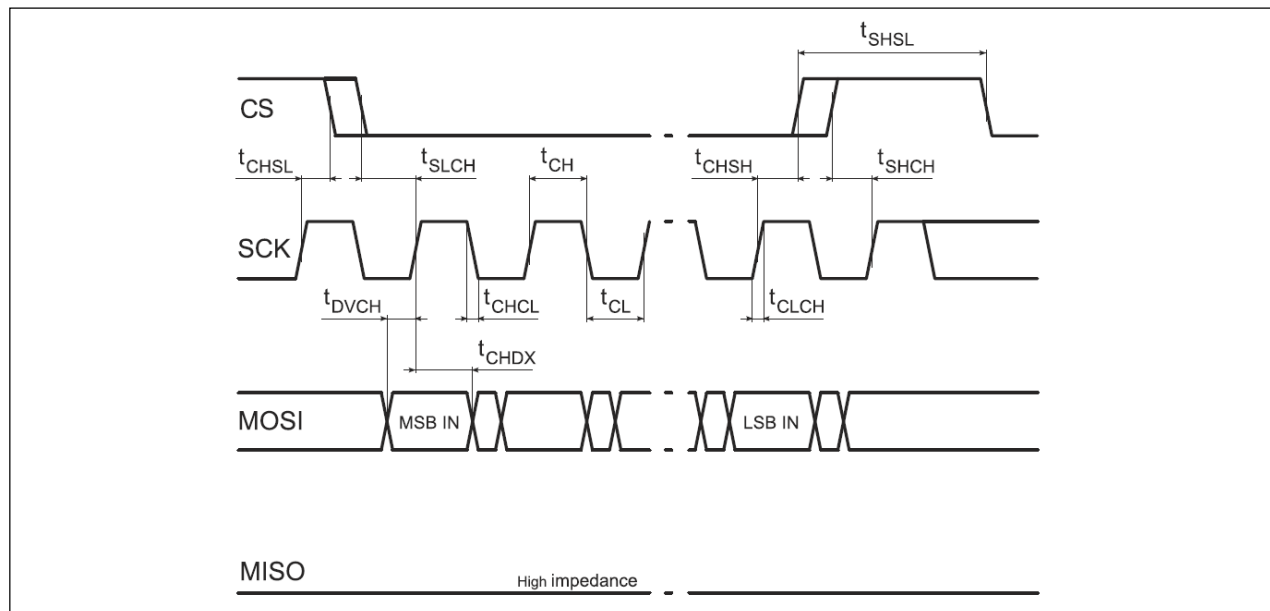 tSHSL
CS
tCHSL
tSLCH
tCH
tCHSH
tSHCH
SCK
tDVCH
tCHCL
tCL
tCLCH
tCHDX
MOSI
MSB IN
LSB IN
MISO
High impedance